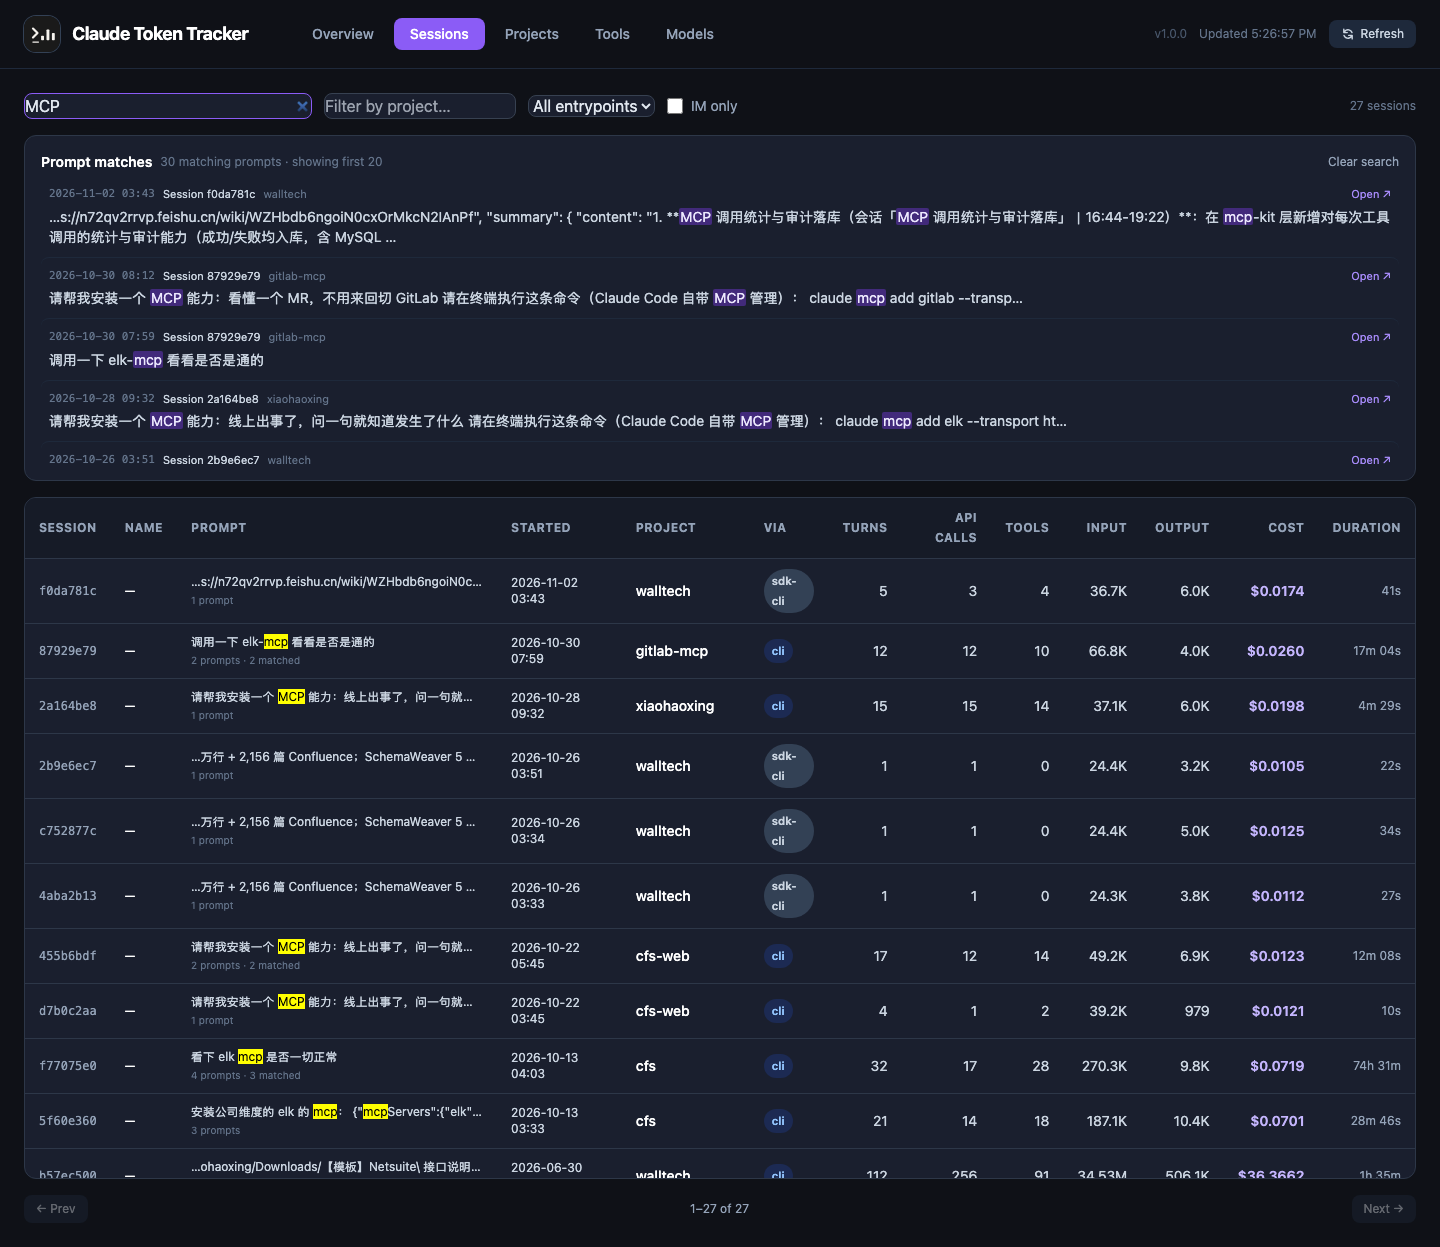 Claude Token Tracker
Overview Sessions Projects Tools Models
v1.0.0 Updated 5:26:57 PM Refresh
MCP Filter by project... All entrypoints IM only 27 sessions
Prompt matches 30 matching prompts · showing first 20 Clear search
2026-11-02 03:43 Session f0da781c walltech Open ↗
...s://n72qv2rrvp.feishu.cn/wiki/WZHbdb6ngoiN0cxOrMkcN2lAnPf", "summary": { "content": "1. **MCP 调用统计与审计落库（会话「MCP 调用统计与审计落库」 | 16:44-19:22）**：在 mcp-kit 层新增对每次工具
调用的统计与审计能力（成功/失败均入库，含 MySQL ...
2026-10-30 08:12 Session 87929e79 gitlab-mcp Open ↗
请帮我安装一个 MCP 能力：看懂一个 MR，不用来回切 GitLab 请在终端执行这条命令（Claude Code 自带 MCP 管理）： claude mcp add gitlab --transp...
2026-10-30 07:59 Session 87929e79 gitlab-mcp Open ↗
调用一下 elk-mcp 看看是否是通的
2026-10-28 09:32 Session 2a164be8 xiaohaoxing Open ↗
请帮我安装一个 MCP 能力：线上出事了，问一句就知道发生了什么 请在终端执行这条命令（Claude Code 自带 MCP 管理）： claude mcp add elk --transport ht...
2026-10-26 03:51 Session 2b9e6ec7 walltech Open ↗
SESSION NAME PROMPT STARTED PROJECT VIA TURNS API CALLS TOOLS INPUT OUTPUT COST DURATION
f0da781c — ...s://n72qv2rrvp.feishu.cn/wiki/WZHbdb6ngoiN0c... 2026-11-02 03:43 walltech sdk-cli 5 3 4 36.7K 6.0K $0.0174 41s
1 prompt
87929e79 — 调用一下 elk-mcp 看看是否是通的 2026-10-30 07:59 gitlab-mcp cli 12 12 10 66.8K 4.0K $0.0260 17m 04s
2 prompts · 2 matched
2a164be8 — 请帮我安装一个 MCP 能力：线上出事了，问一句就... 2026-10-28 09:32 xiaohaoxing cli 15 15 14 37.1K 6.0K $0.0198 4m 29s
1 prompt
2b9e6ec7 — ...万行 + 2,156 篇 Confluence；SchemaWeaver 5 ... 2026-10-26 03:51 walltech sdk-cli 1 1 0 24.4K 3.2K $0.0105 22s
1 prompt
c752877c — ...万行 + 2,156 篇 Confluence；SchemaWeaver 5 ... 2026-10-26 03:34 walltech sdk-cli 1 1 0 24.4K 5.0K $0.0125 34s
1 prompt
4aba2b13 — ...万行 + 2,156 篇 Confluence；SchemaWeaver 5 ... 2026-10-26 03:33 walltech sdk-cli 1 1 0 24.3K 3.8K $0.0112 27s
1 prompt
455b6bdf — 请帮我安装一个 MCP 能力：线上出事了，问一句就... 2026-10-22 05:45 cfs-web cli 17 12 14 49.2K 6.9K $0.0123 12m 08s
2 prompts · 2 matched
d7b0c2aa — 请帮我安装一个 MCP 能力：线上出事了，问一句就... 2026-10-22 03:45 cfs-web cli 4 1 2 39.2K 979 $0.0121 10s
1 prompt
f77075e0 — 看下 elk mcp 是否一切正常 2026-10-13 04:03 cfs cli 32 17 28 270.3K 9.8K $0.0719 74h 31m
4 prompts · 3 matched
5f60e360 — 安装公司维度的 elk 的 mcp： {"mcpServers":{"elk"... 2026-10-13 03:33 cfs cli 21 14 18 187.1K 10.4K $0.0701 28m 46s
3 prompts
b57ec500 — ...ohaoxing/Downloads/【模板】Netsuite\ 接口说明... 2026-06-30 walltech cli 112 256 91 34.53M 506.1K $36.3662 1h 35m
← Prev 1–27 of 27 Next →